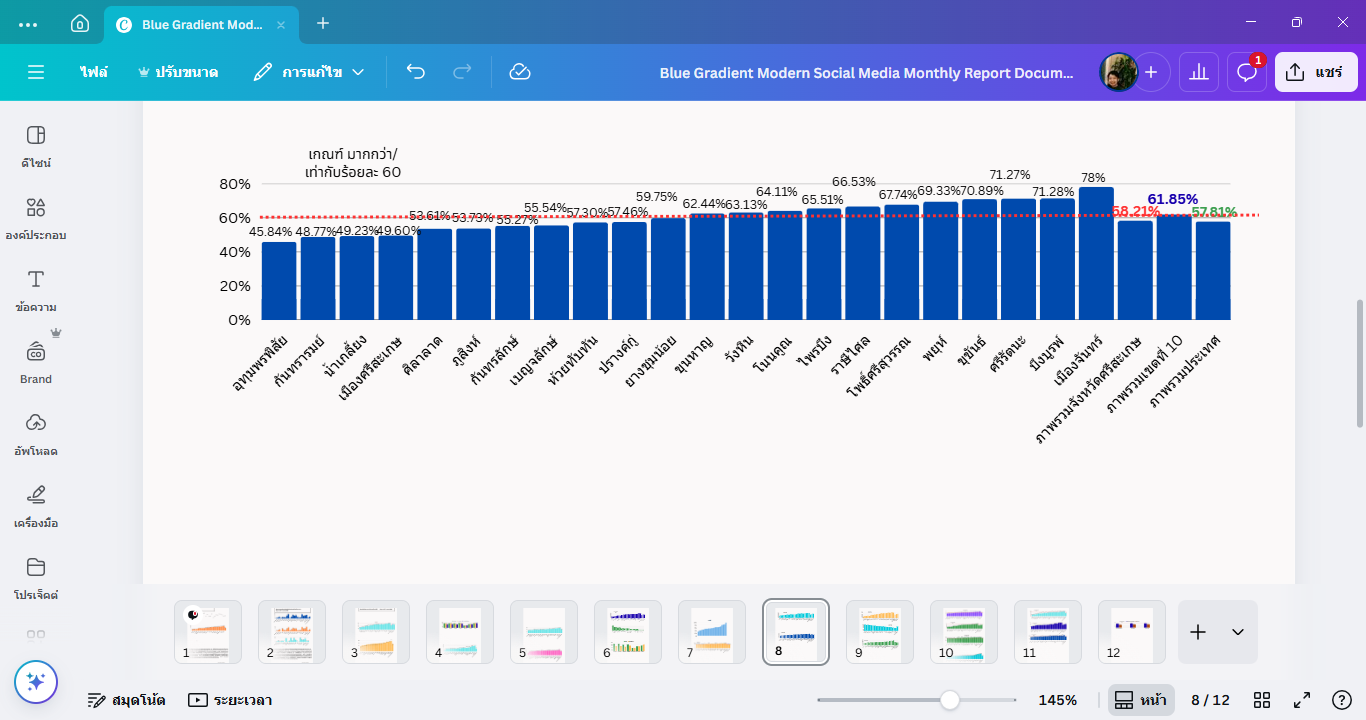 Blue Gradient Mod...
ไฟล์
ปรับขนาด
การแก้ไข
Blue Gradient Modern Social Media Monthly Report Docum...
1
แชร์
ดีไซน์
องค์ประกอบ
ข้อความ
Brand
อัพโหลด
เครื่องมือ
โปรเจ็คต์
เกณฑ์ มากกว่า/
เท่ากับร้อยละ 60
80%
60%
40%
20%
0%
45.84% 48.77% 49.23% 49.60% 53.61% 53.73% 55.27% 55.54% 57.30% 57.46% 59.75% 62.44% 63.13% 64.11% 65.51% 66.53% 67.74% 69.33% 70.89% 71.27% 71.28% 78% 58.21% 61.85% 57.81%
อุทุมพรพิสัย
กันทรารมย์
น้ำเกลี้ยง
เมืองศรีสะเกษ
ศิลาลาด
ภูสิงห์
กันทรลักษ์
เบญจลักษ์
ห้วยทับทัน
ปรางค์กู่
ยางชุมน้อย
ขุนหาญ
วังหิน
โนนคูณ
ไพรบึง
ราษีไศล
โพธิ์ศรีสุวรรณ
พยุห์
ขุขันธ์
ศรีรัตนะ
บึงบูรพ์
เมืองจันทร์
ภาพรวมจังหวัดศรีสะเกษ
ภาพรวมเขตที่ 10
ภาพรวมประเทศ
1 2 3 4 5 6 7 8 9 10 11 12
สมุดโน้ต
ระยะเวลา
145%
หน้า
8 / 12